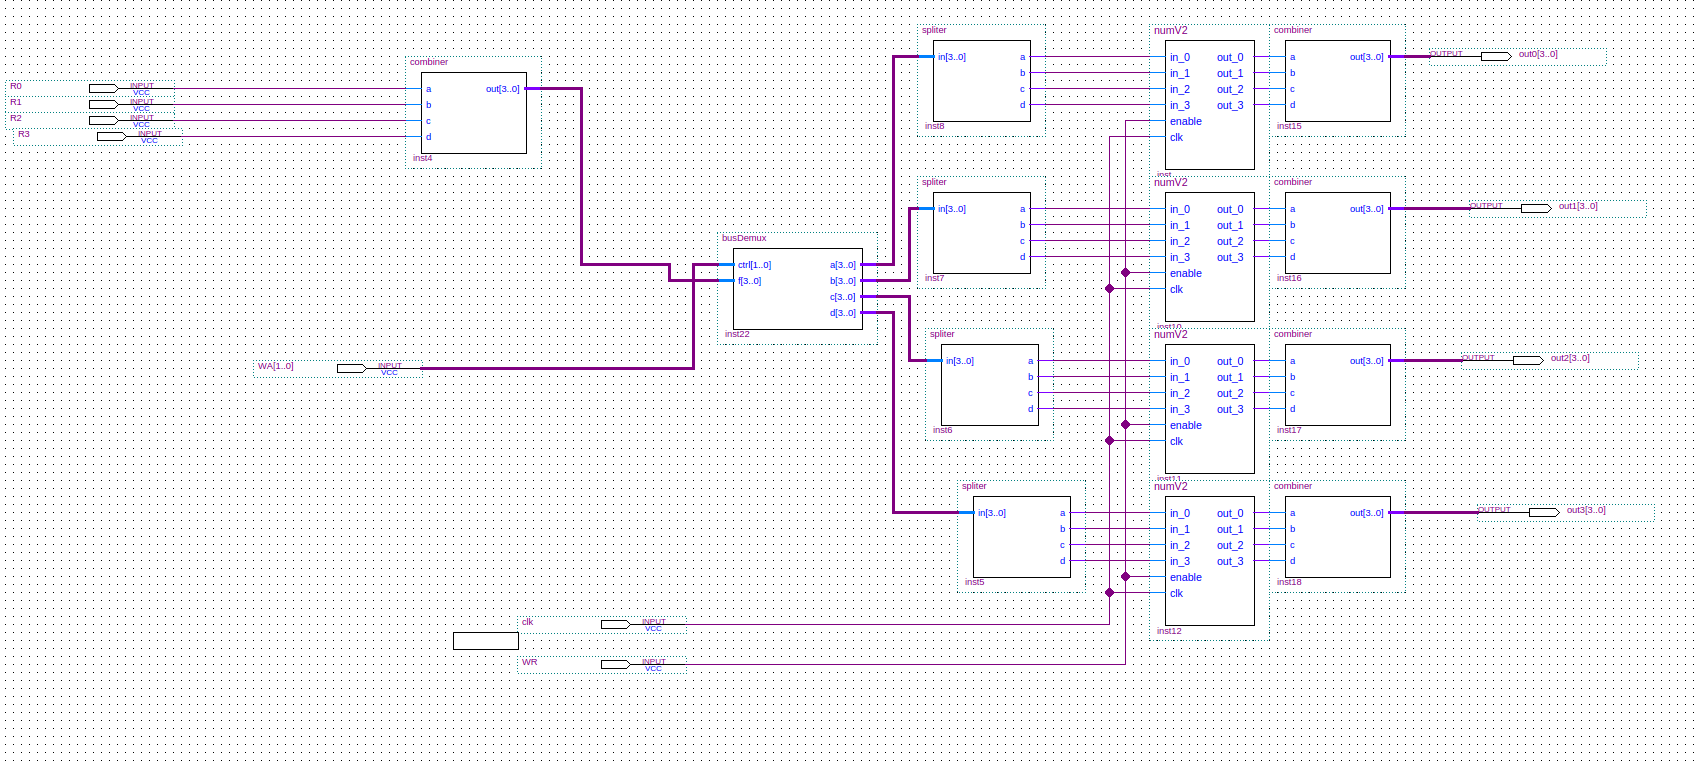 combiner
R0 INPUT VCC
R1 INPUT VCC
R2 INPUT VCC
R3 INPUT VCC
a out[3..0]
b
c
d
inst4
WA[1..0] INPUT VCC
busDemux
ctrl[1..0] a[3..0]
f[3..0] b[3..0]
c[3..0]
d[3..0]
inst22
spliter
in[3..0] a
b
c
d
inst8
numV2
in_0 out_0
in_1 out_1
in_2 out_2
in_3 out_3
enable
clk
inst
combiner
a out[3..0]
b
c
d
inst15
OUTPUT out0[3..0]
spliter
in[3..0] a
b
c
d
inst7
numV2
in_0 out_0
in_1 out_1
in_2 out_2
in_3 out_3
enable
clk
inst10
combiner
a out[3..0]
b
c
d
inst16
OUTPUT out1[3..0]
spliter
in[3..0] a
b
c
d
inst6
numV2
in_0 out_0
in_1 out_1
in_2 out_2
in_3 out_3
enable
clk
inst11
combiner
a out[3..0]
b
c
d
inst17
OUTPUT out2[3..0]
spliter
in[3..0] a
b
c
d
inst5
numV2
in_0 out_0
in_1 out_1
in_2 out_2
in_3 out_3
enable
clk
inst12
combiner
a out[3..0]
b
c
d
inst18
OUTPUT out3[3..0]
clk INPUT VCC
WR INPUT VCC